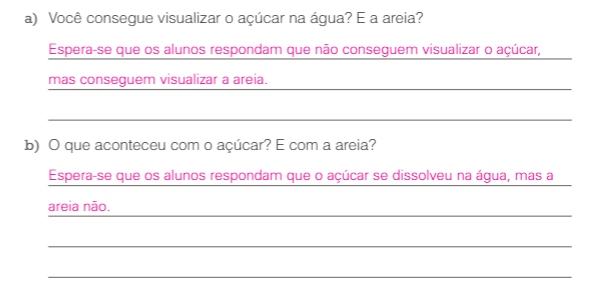 a) Você consegue visualizar o açúcar na água? E a areia?
Espera-se que os alunos respondam que não conseguem visualizar o açúcar,
mas conseguem visualizar a areia.
b) O que aconteceu com o açúcar? E com a areia?
Espera-se que os alunos respondam que o açúcar se dissolveu na água, mas a
areia não.